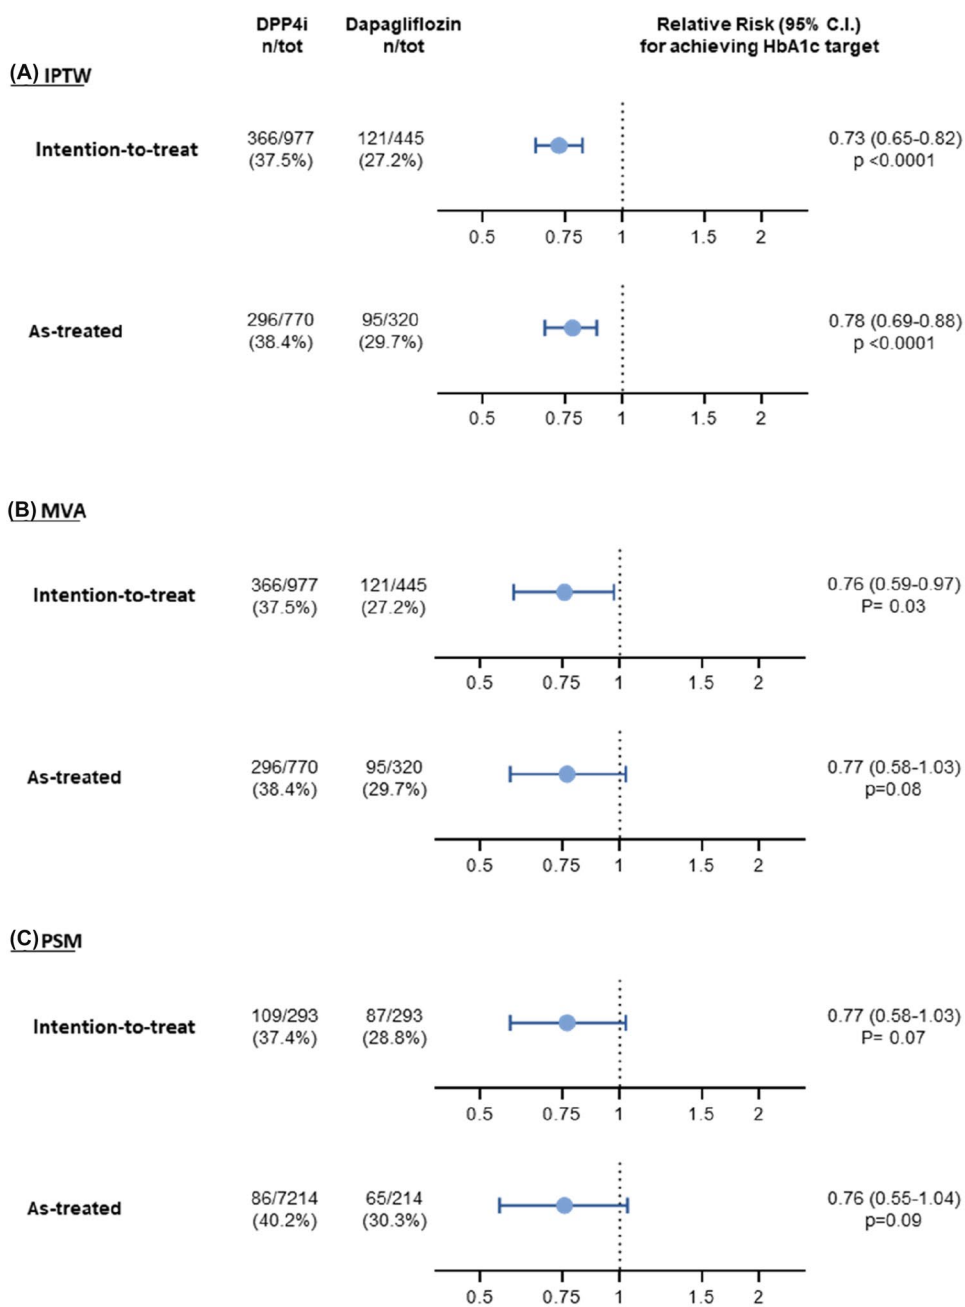 DPP4i Dapagliflozin Relative Risk (95% C.I.)
n/tot n/tot for achieving HbA1c target
(A) IPTW
Intention-to-treat 366/977 121/445 0.73 (0.65-0.82)
(37.5%) (27.2%) p <0.0001
0.5 0.75 1 1.5 2
As-treated 296/770 95/320 0.78 (0.69-0.88)
(38.4%) (29.7%) p <0.0001
0.5 0.75 1 1.5 2
(B) MVA
Intention-to-treat 366/977 121/445 0.76 (0.59-0.97)
(37.5%) (27.2%) P= 0.03
0.5 0.75 1 1.5 2
As-treated 296/770 95/320 0.77 (0.58-1.03)
(38.4%) (29.7%) p=0.08
0.5 0.75 1 1.5 2
(C) PSM
Intention-to-treat 109/293 87/293 0.77 (0.58-1.03)
(37.4%) (28.8%) P= 0.07
0.5 0.75 1 1.5 2
As-treated 86/7214 65/214 0.76 (0.55-1.04)
(40.2%) (30.3%) p=0.09
0.5 0.75 1 1.5 2